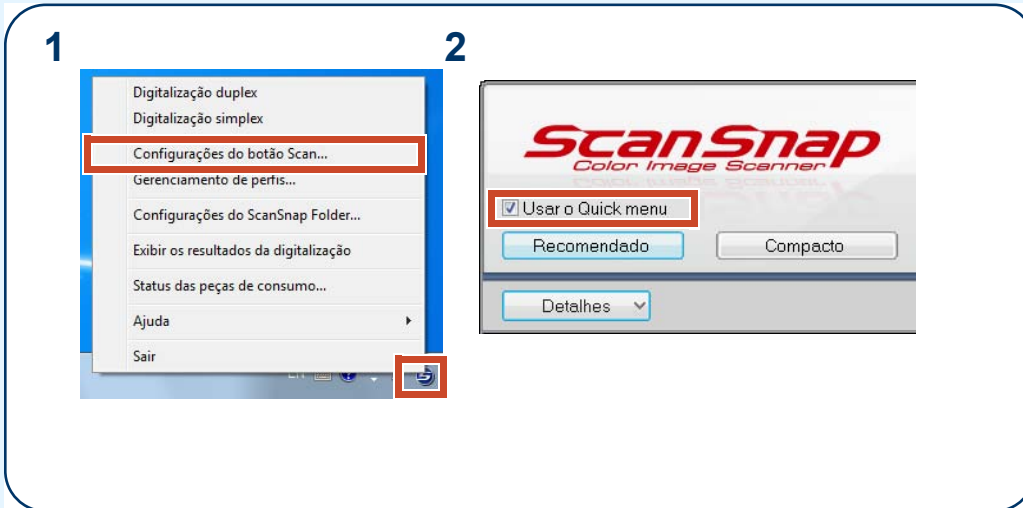 1
Digitalização duplex
Digitalização simplex
Configurações do botão Scan...
Gerenciamento de perfis...
Configurações do ScanSnap Folder...
Exibir os resultados da digitalização
Status das peças de consumo...
Ajuda
Sair
2
ScanSnap
Color Image Scanner
Usar o Quick menu
Recomendado
Compacto
Detalhes